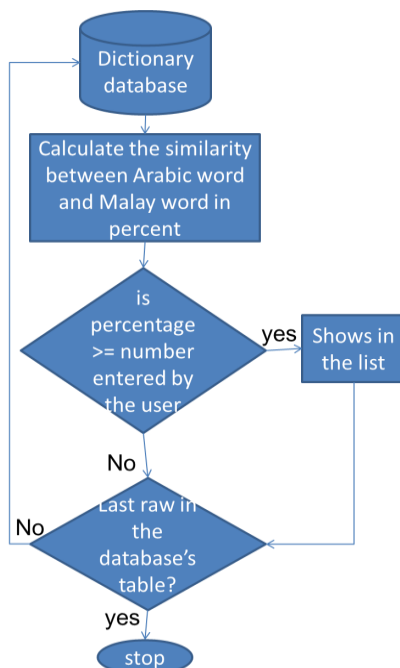 Dictionary
database
Calculate the similarity
between Arabic word
and Malay word in
percent
is
percentage
>= number
entered by
the user
yes
Shows in
the list
No
Last raw in
the
database's
table?
No
yes
stop